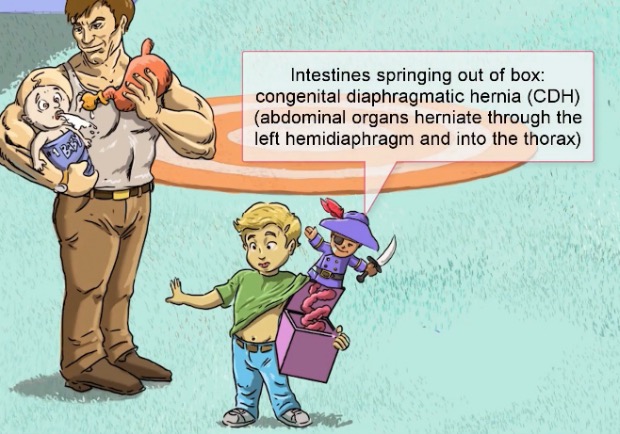 Intestines springing out of box:
congenital diaphragmatic hernia (CDH)
(abdominal organs herniate through the
left hemidiaphragm and into the thorax)
BOY